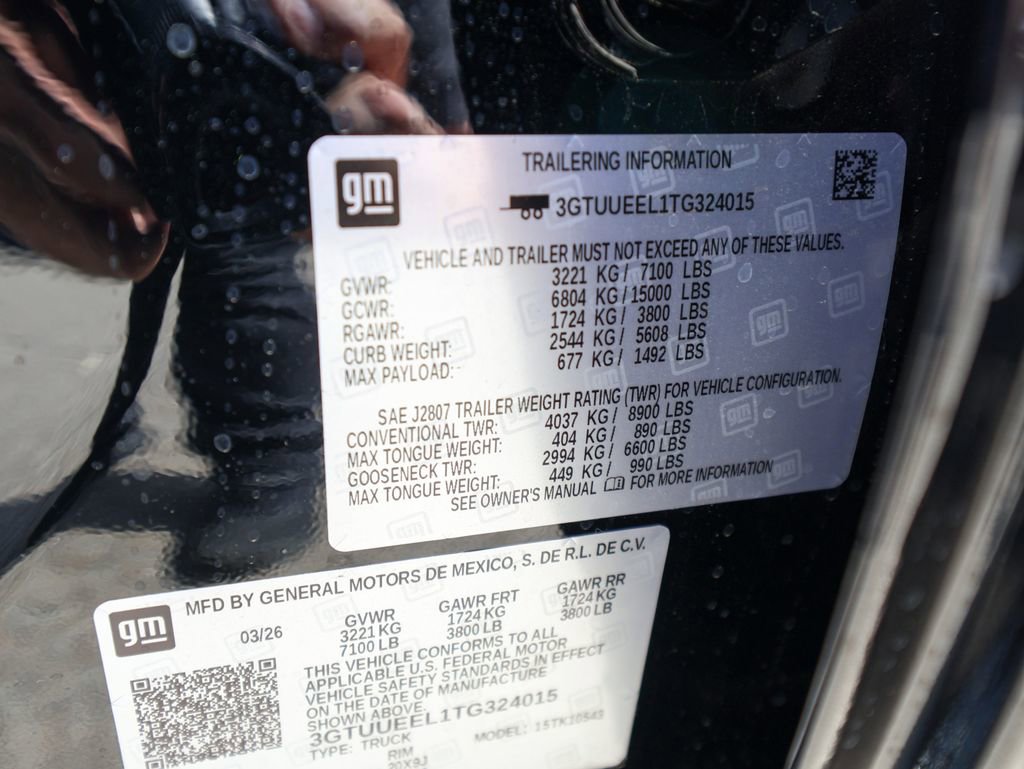 gm
TRAILERING INFORMATION
3GTUUEEL1TG324015
VEHICLE AND TRAILER MUST NOT EXCEED ANY OF THESE VALUES.
GVWR: 3221 KG / 7100 LBS
GCWR: 6804 KG / 15000 LBS
RGAWR: 1724 KG / 3800 LBS
CURB WEIGHT: 2544 KG / 5608 LBS
MAX PAYLOAD: 677 KG / 1492 LBS
SAE J2807 TRAILER WEIGHT RATING (TWR) FOR VEHICLE CONFIGURATION.
CONVENTIONAL TWR: 4037 KG / 8900 LBS
MAX TONGUE WEIGHT: 404 KG / 890 LBS
GOOSENECK TWR: 2994 KG / 6600 LBS
MAX TONGUE WEIGHT: 449 KG / 990 LBS
SEE OWNER'S MANUAL FOR MORE INFORMATION
gm
MFD BY GENERAL MOTORS DE MEXICO, S. DE R.L. DE C.V.
03/26
GVWR GAWR FRT GAWR RR
3221 KG 1724 KG 1724 KG
7100 LB 3800 LB 3800 LB
THIS VEHICLE CONFORMS TO ALL
APPLICABLE U.S. FEDERAL MOTOR
VEHICLE SAFETY STANDARDS IN EFFECT
ON THE DATE OF MANUFACTURE
SHOWN ABOVE.
3GTUUEEL1TG324015
TYPE: TRUCK MODEL: 15TK10543
RIM
20X9J